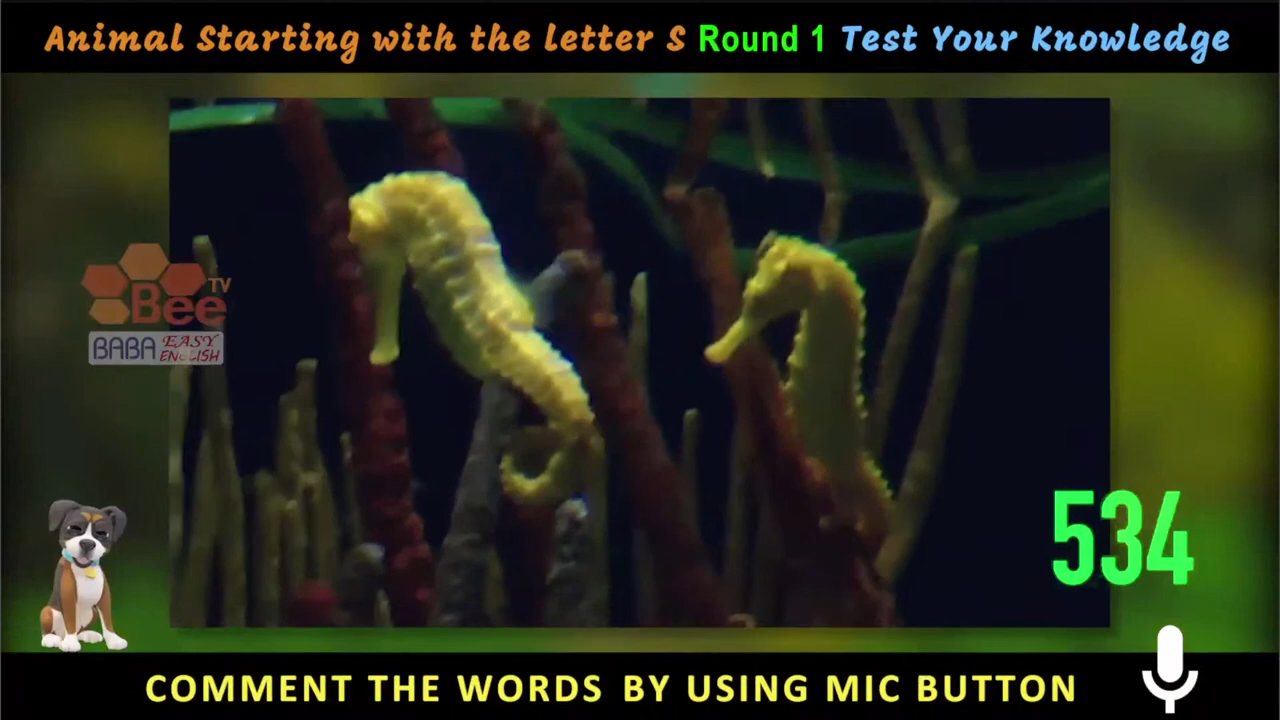 Animal Starting with the letter S Round 1 Test Your Knowledge
Bee TV
BABA EASY ENGLISH
534
COMMENT THE WORDS BY USING MIC BUTTON